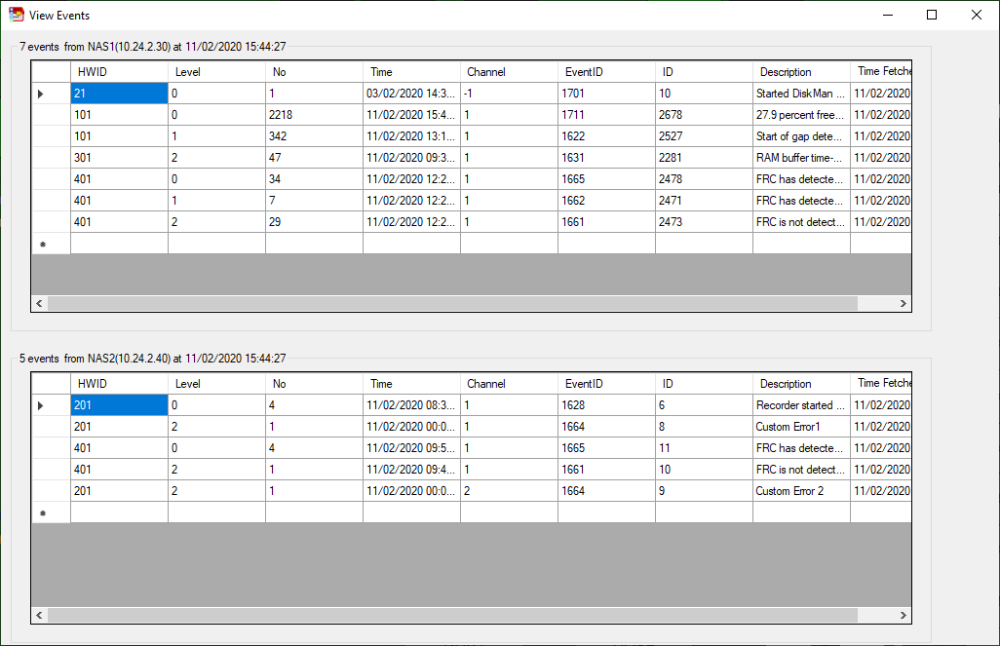 View Events
7 events from NAS1(10.24.2.30) at 11/02/2020 15:44:27
HWID Level No Time Channel EventID ID Description Time Fetche
21 0 1 03/02/2020 14:3... -1 1701 10 Started DiskMan ... 11/02/2020
101 0 2218 11/02/2020 15:4... 1 1711 2678 27.9 percent free... 11/02/2020
101 1 342 11/02/2020 13:1... 1 1622 2527 Start of gap dete... 11/02/2020
301 2 47 11/02/2020 09:3... 1 1631 2281 RAM buffer time-... 11/02/2020
401 0 34 11/02/2020 12:2... 1 1665 2478 FRC has detecte... 11/02/2020
401 1 7 11/02/2020 12:2... 1 1662 2471 FRC has detecte... 11/02/2020
401 2 29 11/02/2020 12:2... 1 1661 2473 FRC is not detect... 11/02/2020
5 events from NAS2(10.24.2.40) at 11/02/2020 15:44:27
HWID Level No Time Channel EventID ID Description Time Fetche
201 0 4 11/02/2020 08:3... 1 1628 6 Recorder started ... 11/02/2020
201 2 1 11/02/2020 00:0... 1 1664 8 Custom Error1 11/02/2020
401 0 4 11/02/2020 09:5... 1 1665 11 FRC has detecte... 11/02/2020
401 2 1 11/02/2020 09:4... 1 1661 10 FRC is not detect... 11/02/2020
201 2 1 11/02/2020 00:0... 2 1664 9 Custom Error 2 11/02/2020